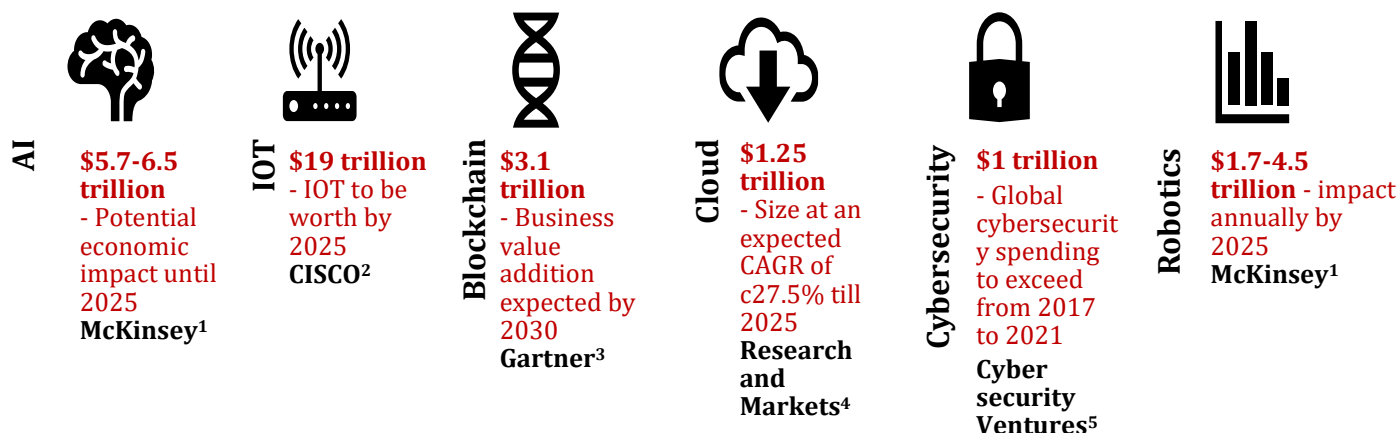 AI
$5.7-6.5
trillion
- Potential
economic
impact until
2025
McKinsey¹
IOT
$19 trillion
- IOT to be
worth by
2025
CISCO²
Blockchain
$3.1
trillion
- Business
value
addition
expected by
2030
Gartner³
Cloud
$1.25
trillion
- Size at an
expected
CAGR of
c27.5% till
2025
Research
and
Markets⁴
Cybersecurity
$1 trillion
- Global
cybersecurit
y spending
to exceed
from 2017
to 2021
Cyber
security
Ventures⁵
Robotics
$1.7-4.5
trillion - impact
annually by
2025
McKinsey¹